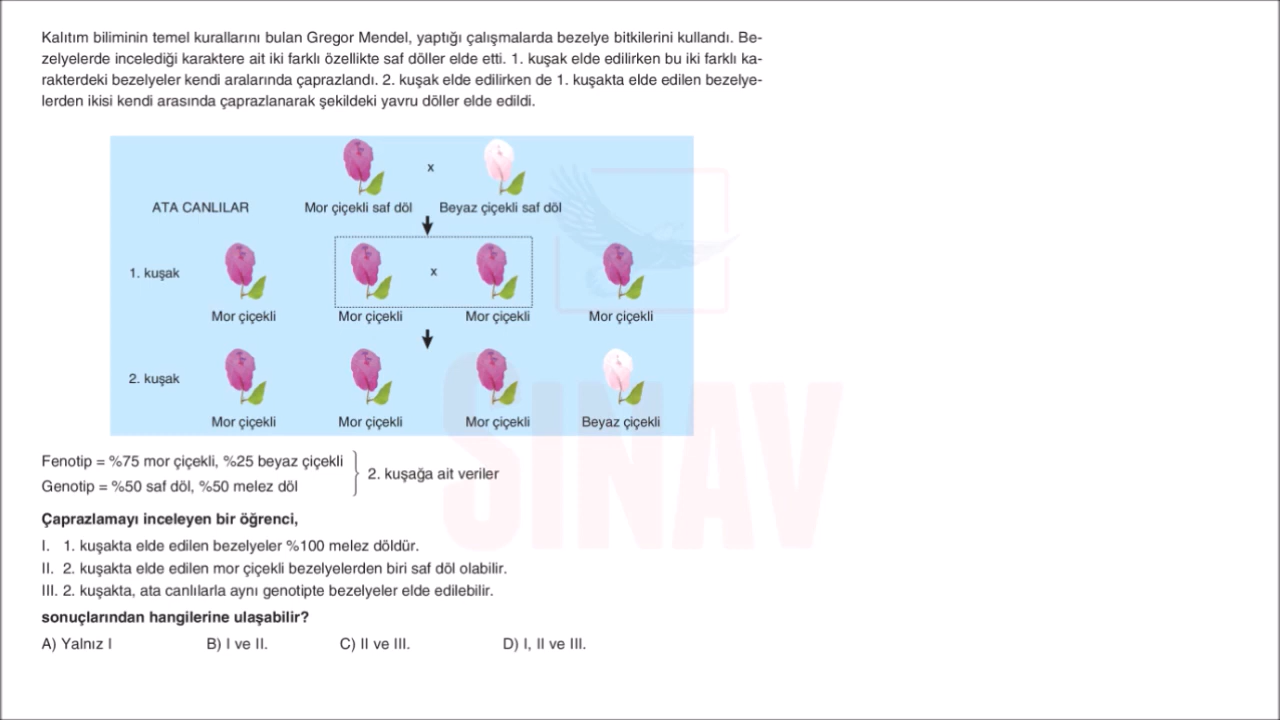 Kalıtım biliminin temel kurallarını bulan Gregor Mendel, yaptığı çalışmalarda bezelye bitkilerini kullandı. Be-
zelyelerde incelediği karaktere ait iki farklı özellikte saf döller elde etti. 1. kuşak elde edilirken bu iki farklı ka-
rakterdeki bezelyeler kendi aralarında çaprazlandı. 2. kuşak elde edilirken de 1. kuşakta elde edilen bezelye-
lerden ikisi kendi arasında çaprazlanarak şekildeki yavru döller elde edildi.
x
ATA CANLILAR Mor çiçekli saf döl Beyaz çiçekli saf döl
1. kuşak x
Mor çiçekli Mor çiçekli Mor çiçekli Mor çiçekli
2. kuşak
Mor çiçekli Mor çiçekli Mor çiçekli Beyaz çiçekli
SINAV
Fenotip = %75 mor çiçekli, %25 beyaz çiçekli
2. kuşağa ait veriler
Genotip = %50 saf döl, %50 melez döl
Çaprazlamayı inceleyen bir öğrenci,
I. 1. kuşakta elde edilen bezelyeler %100 melez döldür.
II. 2. kuşakta elde edilen mor çiçekli bezelyelerden biri saf döl olabilir.
III. 2. kuşakta, ata canlılarla aynı genotipte bezelyeler elde edilebilir.
sonuçlarından hangilerine ulaşabilir?
A) Yalnız I B) I ve II. C) II ve III. D) I, II ve III.